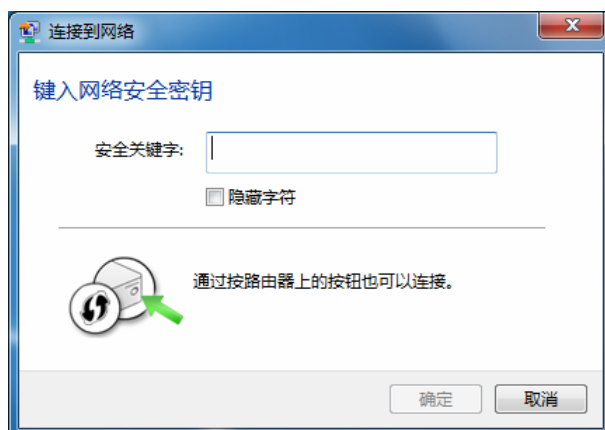 连接到网络
键入网络安全密钥
安全关键字:
隐藏字符
通过按路由器上的按钮也可以连接。
确定
取消